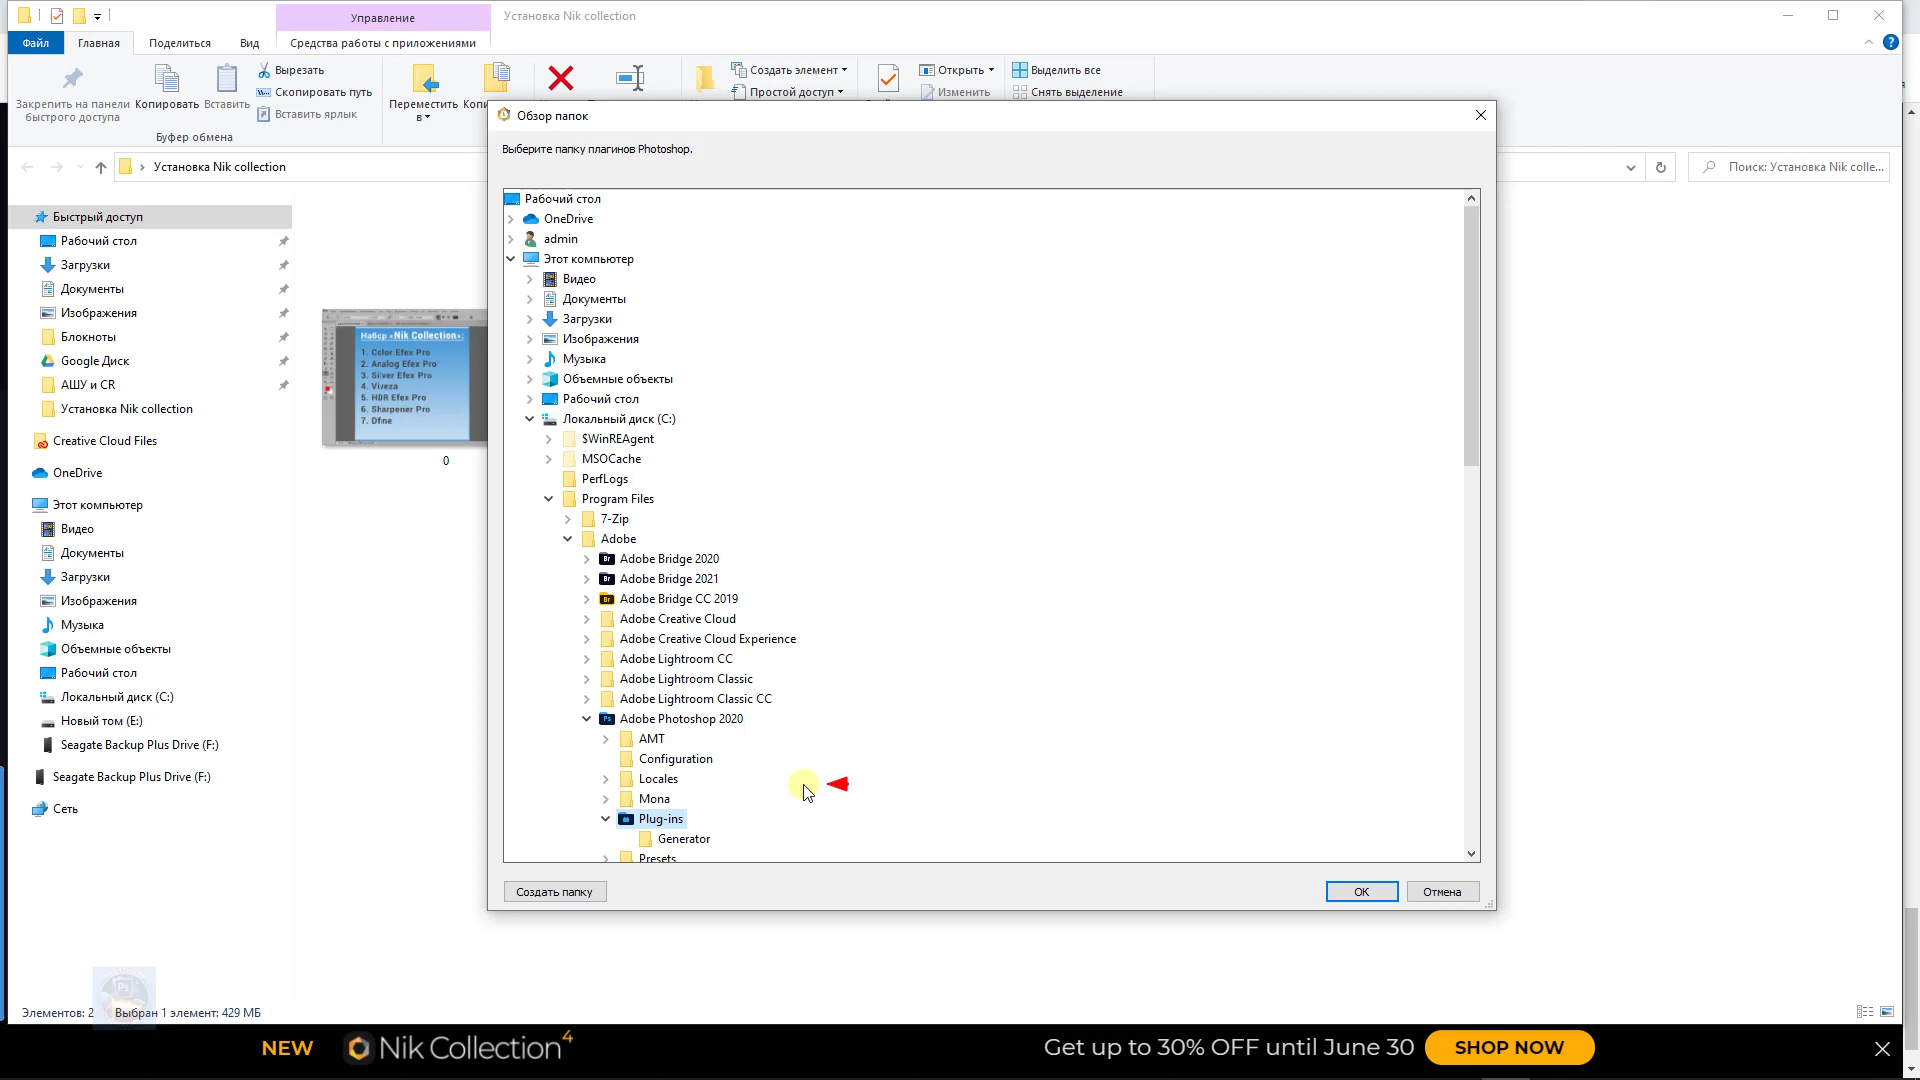 Управление
Установка Nik collection
Файл
Главная
Поделиться
Вид
Средства работы с приложениями
Закрепить на панели быстрого доступа
Копировать
Вставить
Вырезать
Скопировать путь
Вставить ярлык
Буфер обмена
Переместить в
Создать элемент
Простой доступ
Открыть
Изменить
Выделить все
Снять выделение
Установка Nik collection
Поиск: Установка Nik colle...
Быстрый доступ
Рабочий стол
Загрузки
Документы
Изображения
Блокноты
Google Диск
АШУ и CR
Установка Nik collection
Creative Cloud Files
OneDrive
Этот компьютер
Видео
Документы
Загрузки
Изображения
Музыка
Объемные объекты
Рабочий стол
Локальный диск (C:)
Новый том (E:)
Seagate Backup Plus Drive (F:)
Seagate Backup Plus Drive (F:)
Сеть
Набор «Nik Collection»:
1. Color Efex Pro
2. Analog Efex Pro
3. Silver Efex Pro
4. Viveza
5. HDR Efex Pro
6. Sharpener Pro
7. Dfine
0
Обзор папок
Выберите папку плагинов Photoshop.
Рабочий стол
OneDrive
admin
Этот компьютер
Видео
Документы
Загрузки
Изображения
Музыка
Объемные объекты
Рабочий стол
Локальный диск (C:)
$WinREAgent
MSOCache
PerfLogs
Program Files
7-Zip
Adobe
Adobe Bridge 2020
Adobe Bridge 2021
Adobe Bridge CC 2019
Adobe Creative Cloud
Adobe Creative Cloud Experience
Adobe Lightroom CC
Adobe Lightroom Classic
Adobe Lightroom Classic CC
Adobe Photoshop 2020
AMT
Configuration
Locales
Mona
Plug-ins
Generator
Presets
Создать папку
ОК
Отмена
Элементов: 2
Выбран 1 элемент: 429 МБ
NEW
Nik Collection 4
Get up to 30% OFF until June 30
SHOP NOW